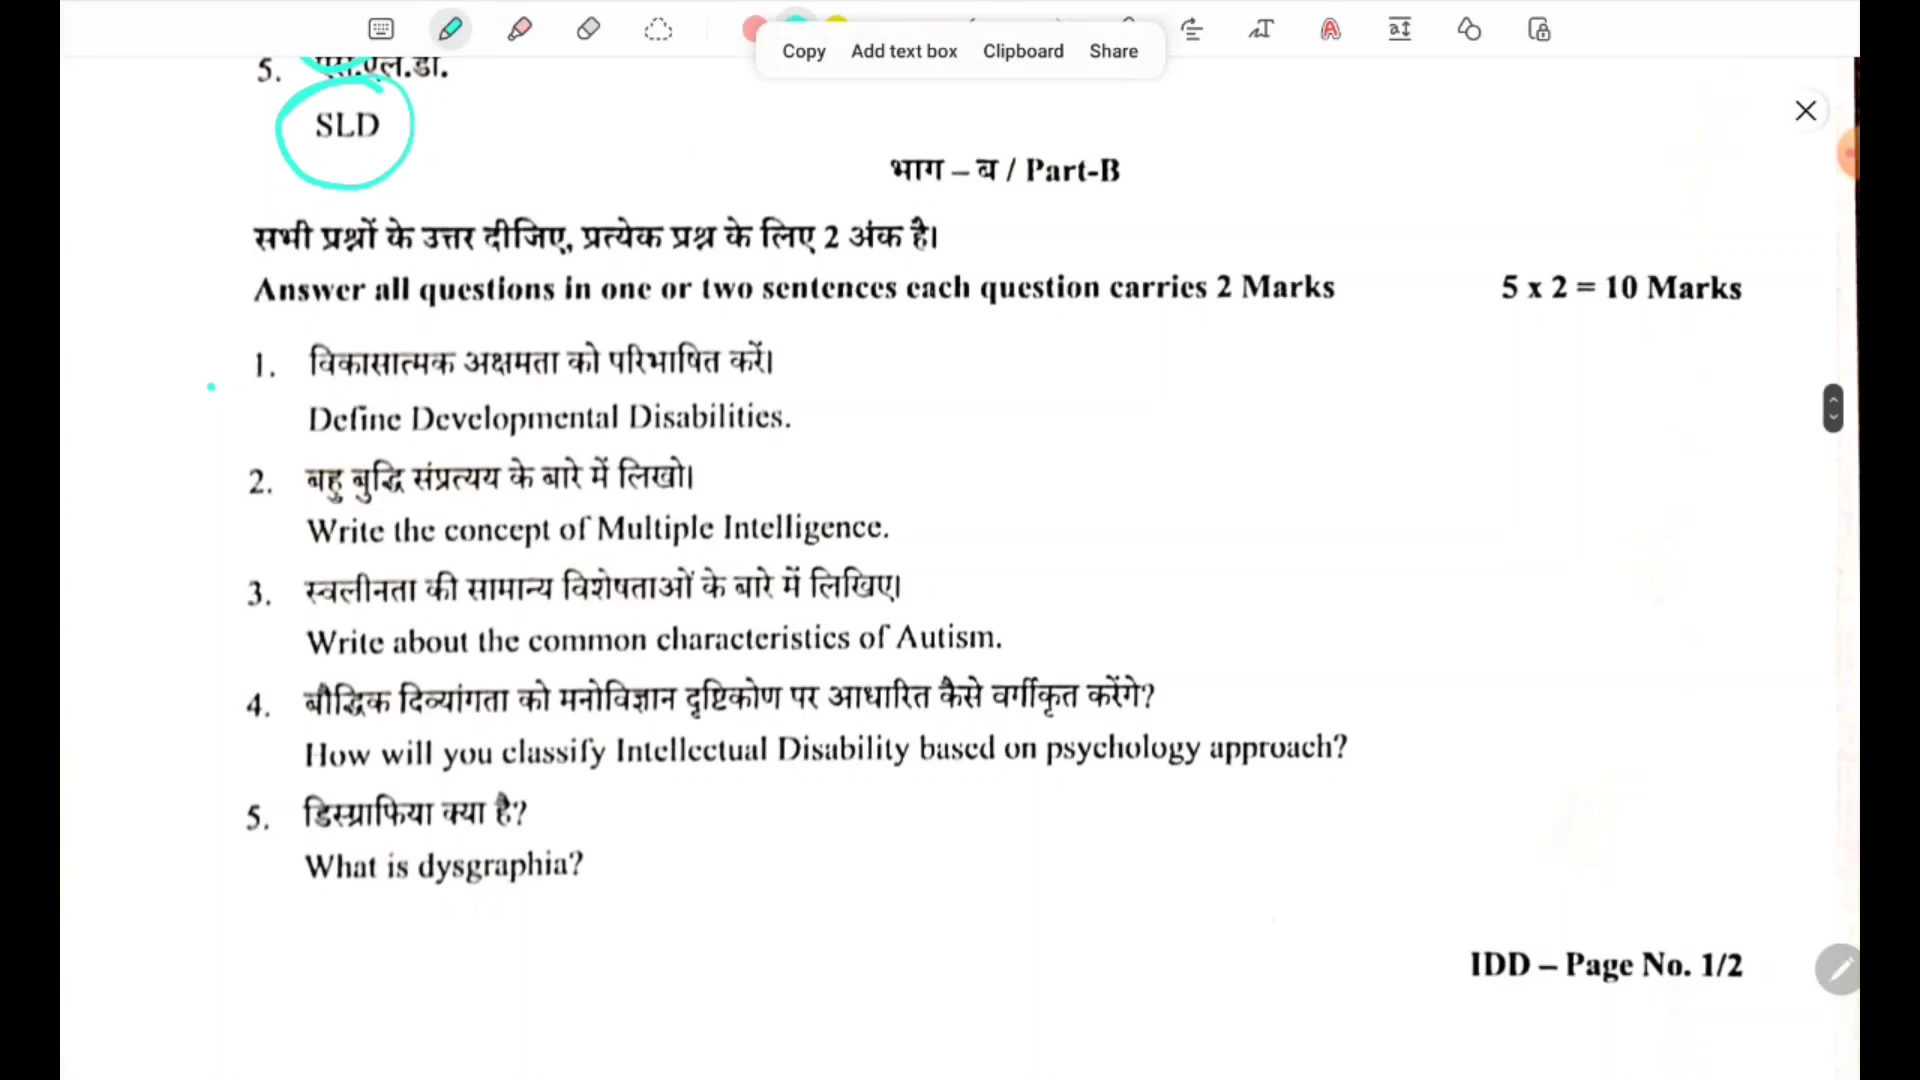 Copy Add text box Clipboard Share
5. एस.एल.डी.
SLD
भाग – ब / Part-B
सभी प्रश्नों के उत्तर दीजिए, प्रत्येक प्रश्न के लिए 2 अंक है।
Answer all questions in one or two sentences each question carries 2 Marks 5 x 2 = 10 Marks
1. विकासात्मक अक्षमता को परिभाषित करें।
Define Developmental Disabilities.
2. बहु बुद्धि संप्रत्यय के बारे में लिखो।
Write the concept of Multiple Intelligence.
3. स्वलीनता की सामान्य विशेषताओं के बारे में लिखिए।
Write about the common characteristics of Autism.
4. बौद्धिक दिव्यांगता को मनोविज्ञान दृष्टिकोण पर आधारित कैसे वर्गीकृत करेंगे?
How will you classify Intellectual Disability based on psychology approach?
5. डिस्ग्राफिया क्या है?
What is dysgraphia?
IDD – Page No. 1/2